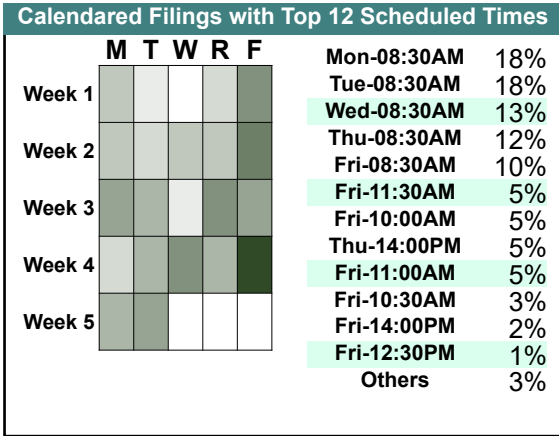 Calendared Filings with Top 12 Scheduled Times
M T W R F
Week 1
Week 2
Week 3
Week 4
Week 5
Mon-08:30AM 18%
Tue-08:30AM 18%
Wed-08:30AM 13%
Thu-08:30AM 12%
Fri-08:30AM 10%
Fri-11:30AM 5%
Fri-10:00AM 5%
Thu-14:00PM 5%
Fri-11:00AM 5%
Fri-10:30AM 3%
Fri-14:00PM 2%
Fri-12:30PM 1%
Others 3%